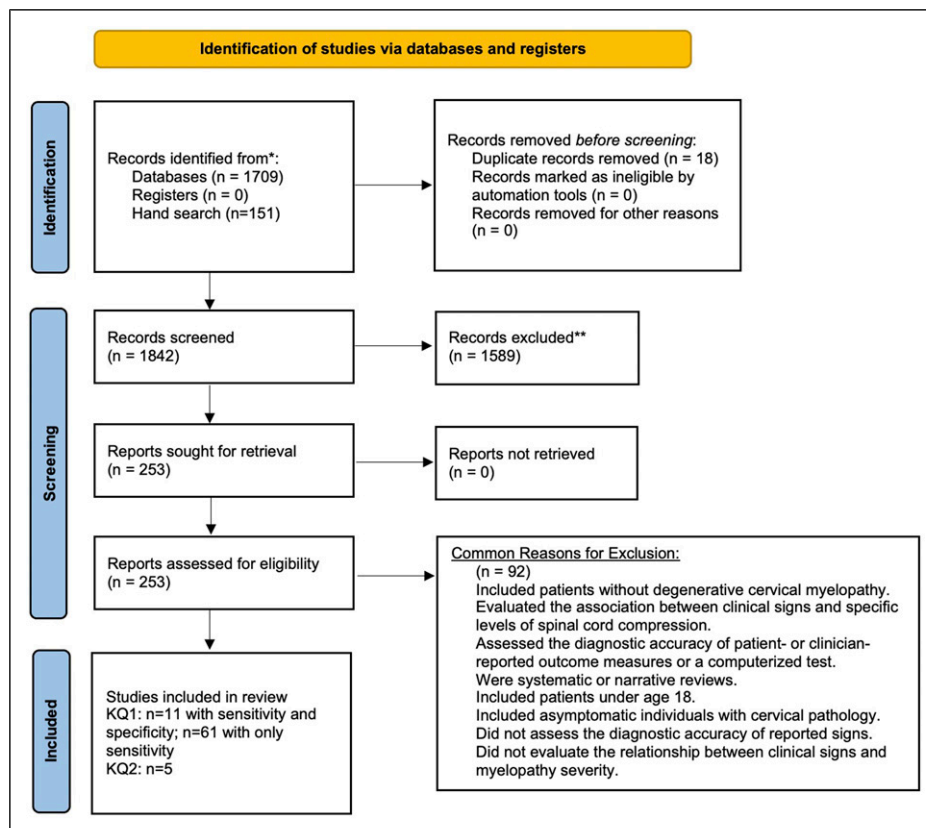 Identification of studies via databases and registers
Identification
Records identified from*:
Databases (n = 1709)
Registers (n = 0)
Hand search (n=151)
Records removed before screening:
Duplicate records removed (n = 18)
Records marked as ineligible by
automation tools (n = 0)
Records removed for other reasons
(n = 0)
Screening
Records screened
(n = 1842)
Records excluded**
(n = 1589)
Reports sought for retrieval
(n = 253)
Reports not retrieved
(n = 0)
Reports assessed for eligibility
(n = 253)
Common Reasons for Exclusion:
(n = 92)
Included patients without degenerative cervical myelopathy.
Evaluated the association between clinical signs and specific
levels of spinal cord compression.
Assessed the diagnostic accuracy of patient- or clinician-
reported outcome measures or a computerized test.
Were systematic or narrative reviews.
Included patients under age 18.
Included asymptomatic individuals with cervical pathology.
Did not assess the diagnostic accuracy of reported signs.
Did not evaluate the relationship between clinical signs and
myelopathy severity.
Included
Studies included in review
KQ1: n=11 with sensitivity and
specificity; n=61 with only
sensitivity
KQ2: n=5